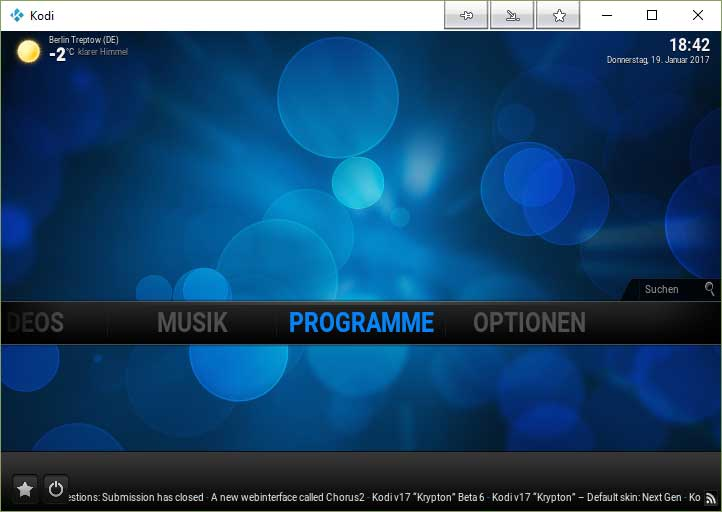 Kodi
Berlin Treptow (DE)
-2°C klarer Himmel
18:42
Donnerstag, 19. Januar 2017
Suchen
DEOS MUSIK PROGRAMME OPTIONEN
estions: Submission has closed · A new webinterface called Chorus2 · Kodi v17 “Krypton” Beta 6 · Kodi v17 “Krypton” – Default skin: Next Gen · Ko